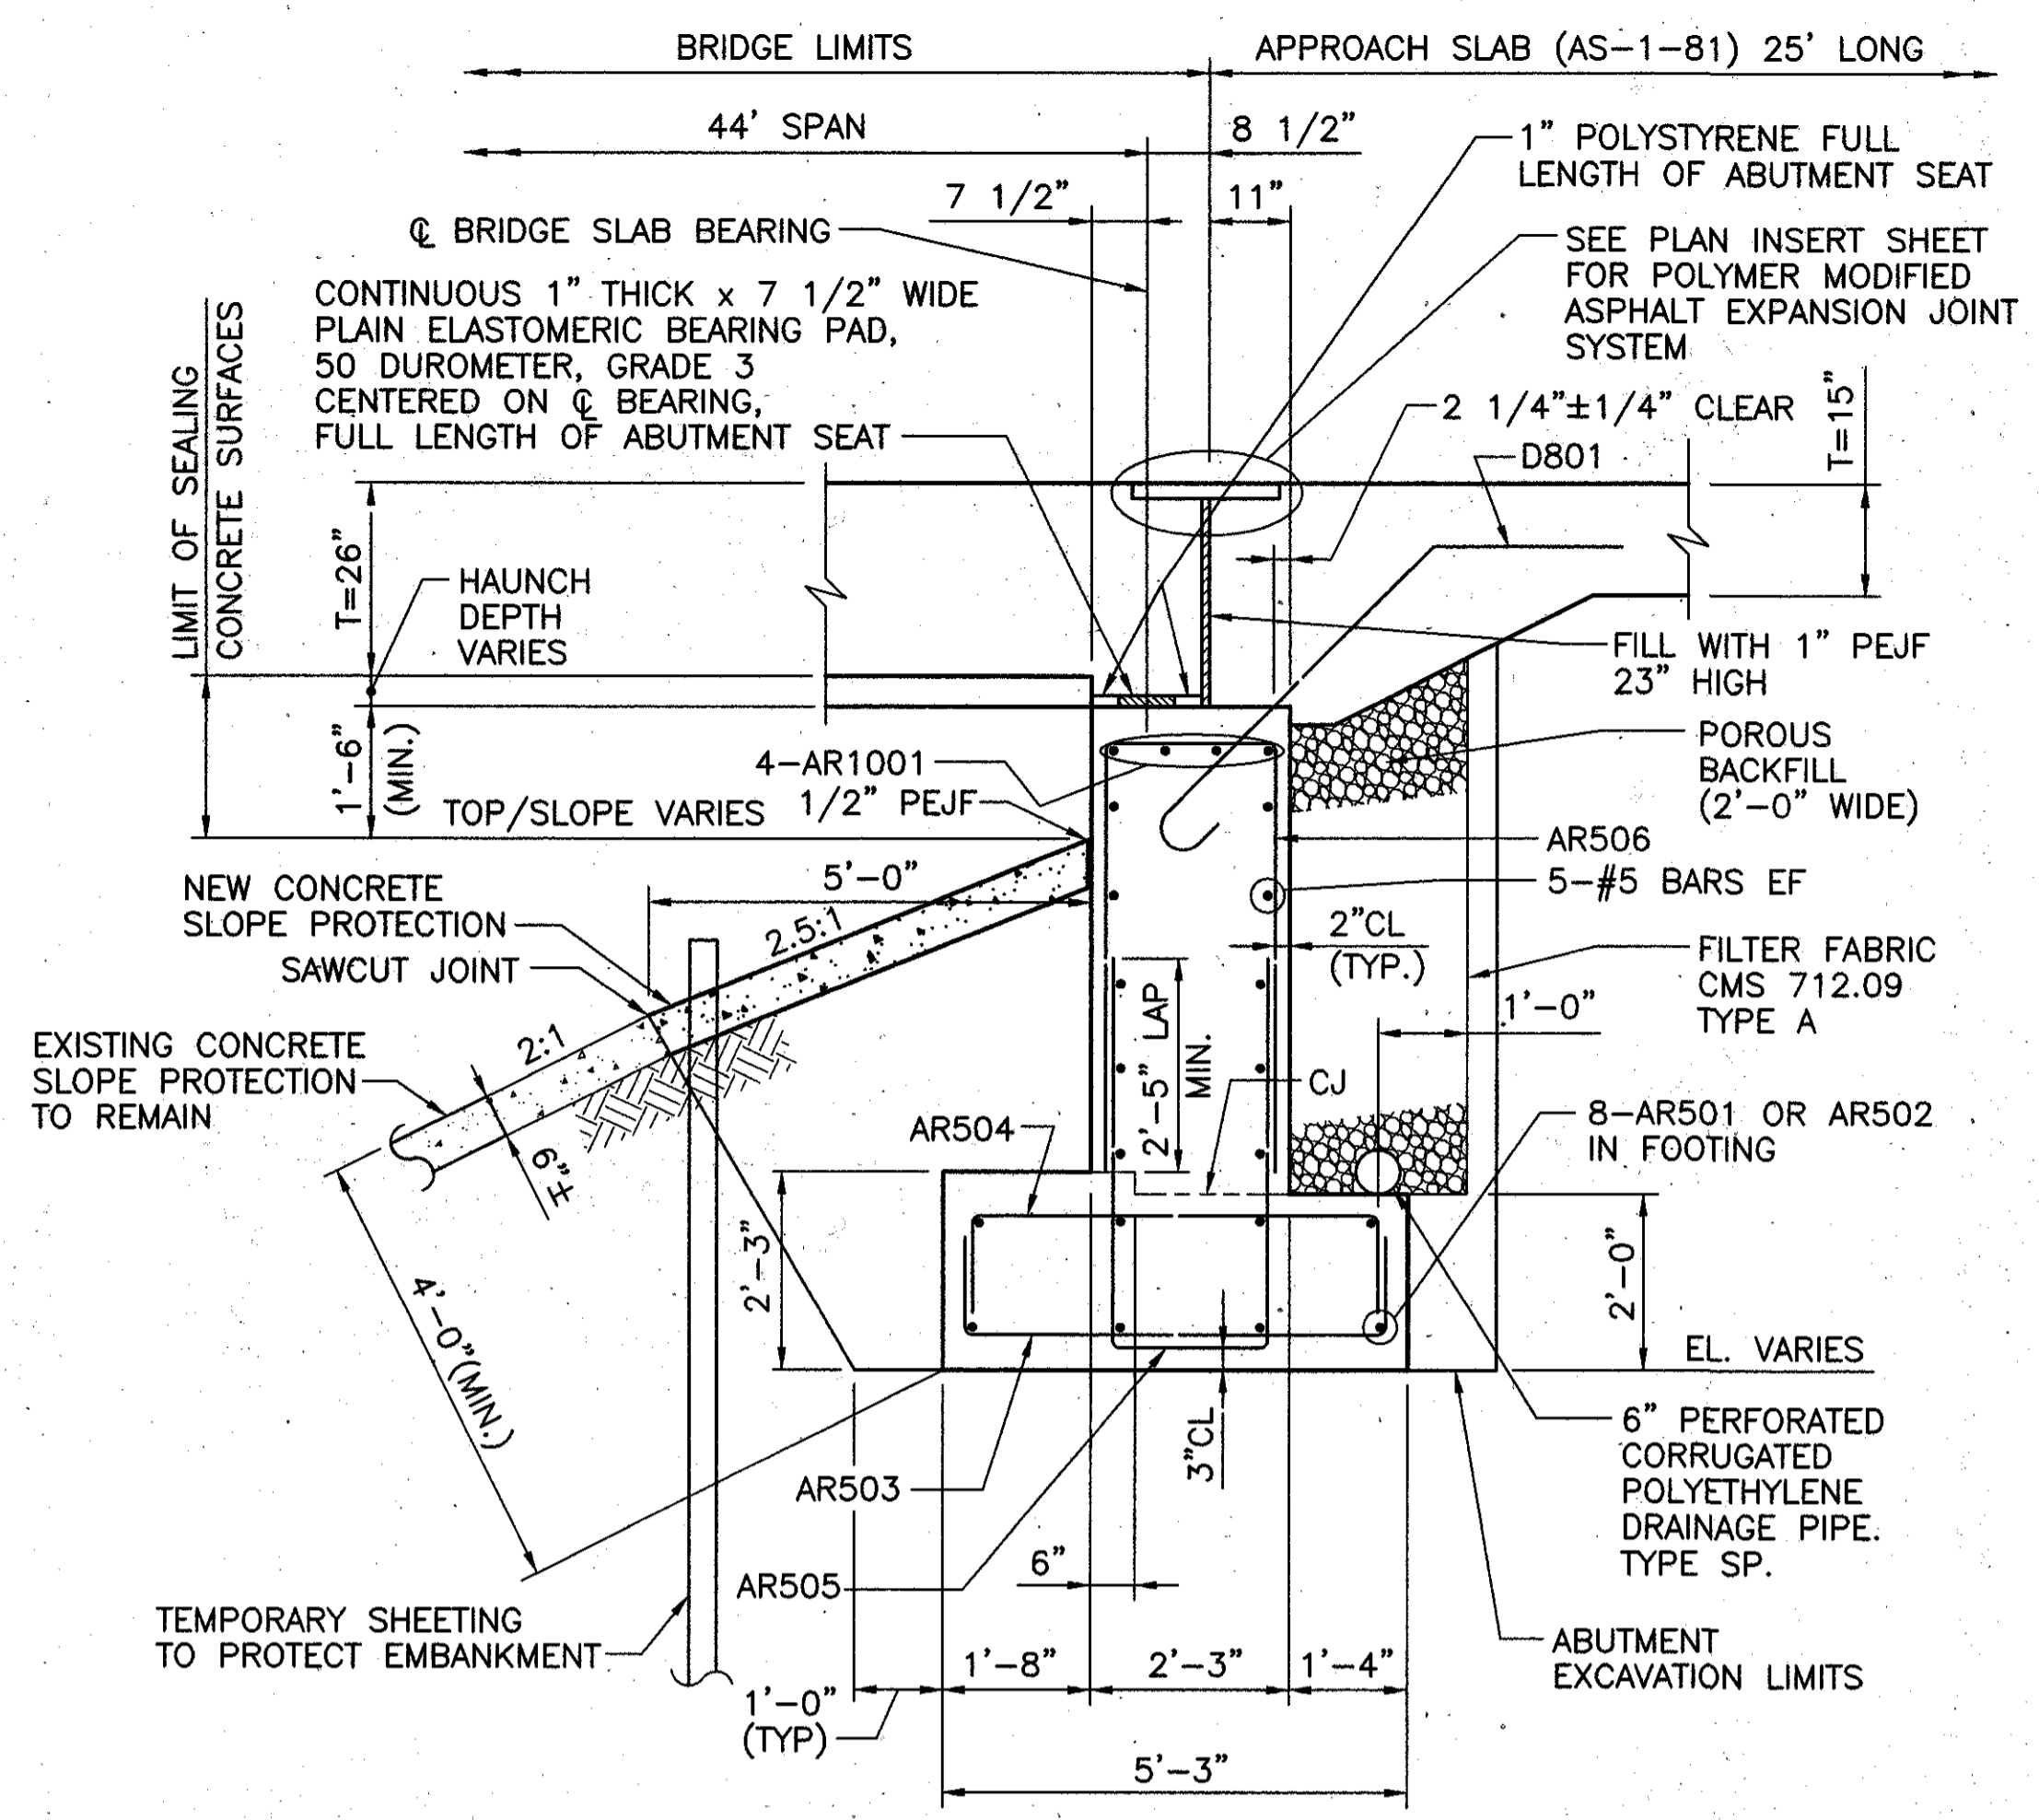 BRIDGE LIMITS
APPROACH SLAB (AS-1-81) 25' LONG
44' SPAN
8 1/2"
1" POLYSTYRENE FULL
LENGTH OF ABUTMENT SEAT
7 1/2"
11"
℄ BRIDGE SLAB BEARING
SEE PLAN INSERT SHEET
FOR POLYMER MODIFIED
ASPHALT EXPANSION JOINT
SYSTEM
CONTINUOUS 1" THICK x 7 1/2" WIDE
PLAIN ELASTOMERIC BEARING PAD,
50 DUROMETER, GRADE 3
CENTERED ON ℄ BEARING,
FULL LENGTH OF ABUTMENT SEAT
LIMIT OF SEALING
CONCRETE SURFACES
2 1/4"±1/4" CLEAR
D801
T=15"
T=26"
HAUNCH
DEPTH
VARIES
FILL WITH 1" PEJF
23" HIGH
1'-6"
(MIN.)
POROUS
BACKFILL
(2'-0" WIDE)
4-AR1001
1/2" PEJF
TOP/SLOPE VARIES
AR506
5-#5 BARS EF
5'-0"
NEW CONCRETE
SLOPE PROTECTION
SAWCUT JOINT
2.5:1
2"CL
(TYP.)
FILTER FABRIC
CMS 712.09
TYPE A
1'-0"
EXISTING CONCRETE
SLOPE PROTECTION
TO REMAIN
2:1
6"±
2'-5" LAP
MIN.
CJ
AR504
8-AR501 OR AR502
IN FOOTING
2'-3"
2'-0"
4'-0"(MIN.)
EL. VARIES
3"CL
AR503
6" PERFORATED
CORRUGATED
POLYETHYLENE
DRAINAGE PIPE.
TYPE SP.
6"
AR505
TEMPORARY SHEETING
TO PROTECT EMBANKMENT
ABUTMENT
EXCAVATION LIMITS
1'-0"
(TYP)
1'-8"
2'-3"
1'-4"
5'-3"